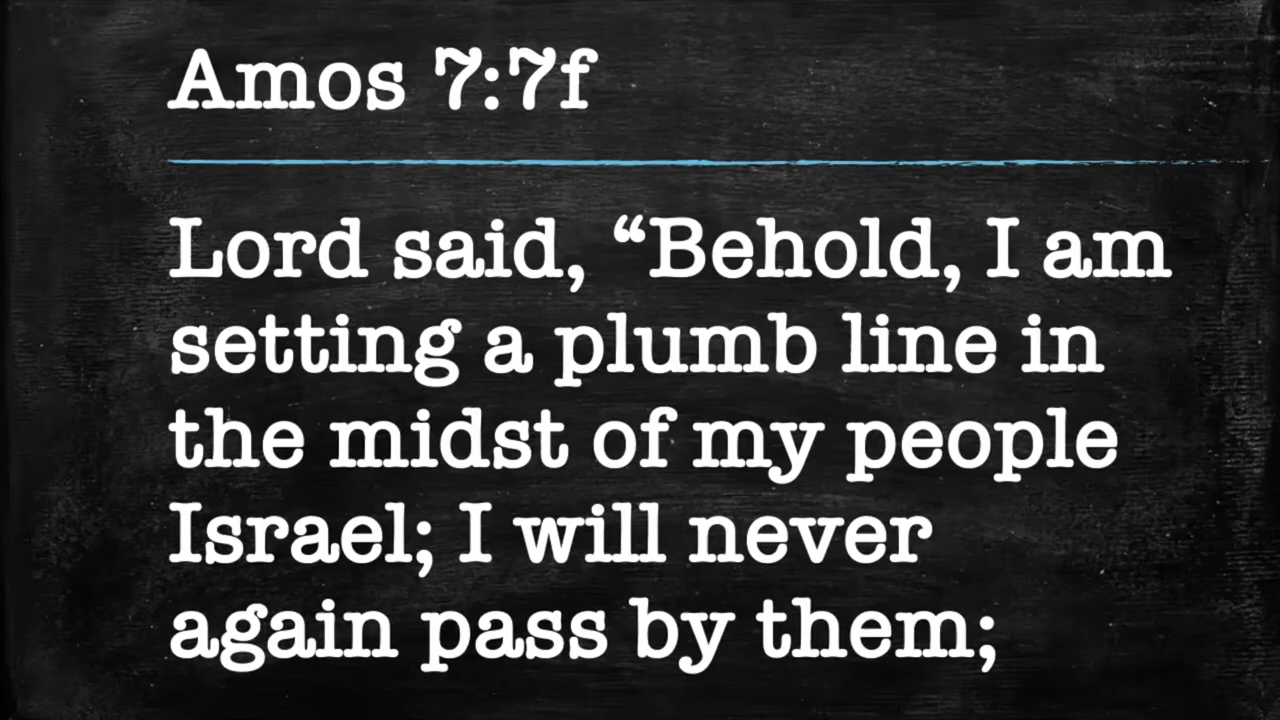 Amos 7:7f
Lord said, “Behold, I am
setting a plumb line in
the midst of my people
Israel; I will never
again pass by them;